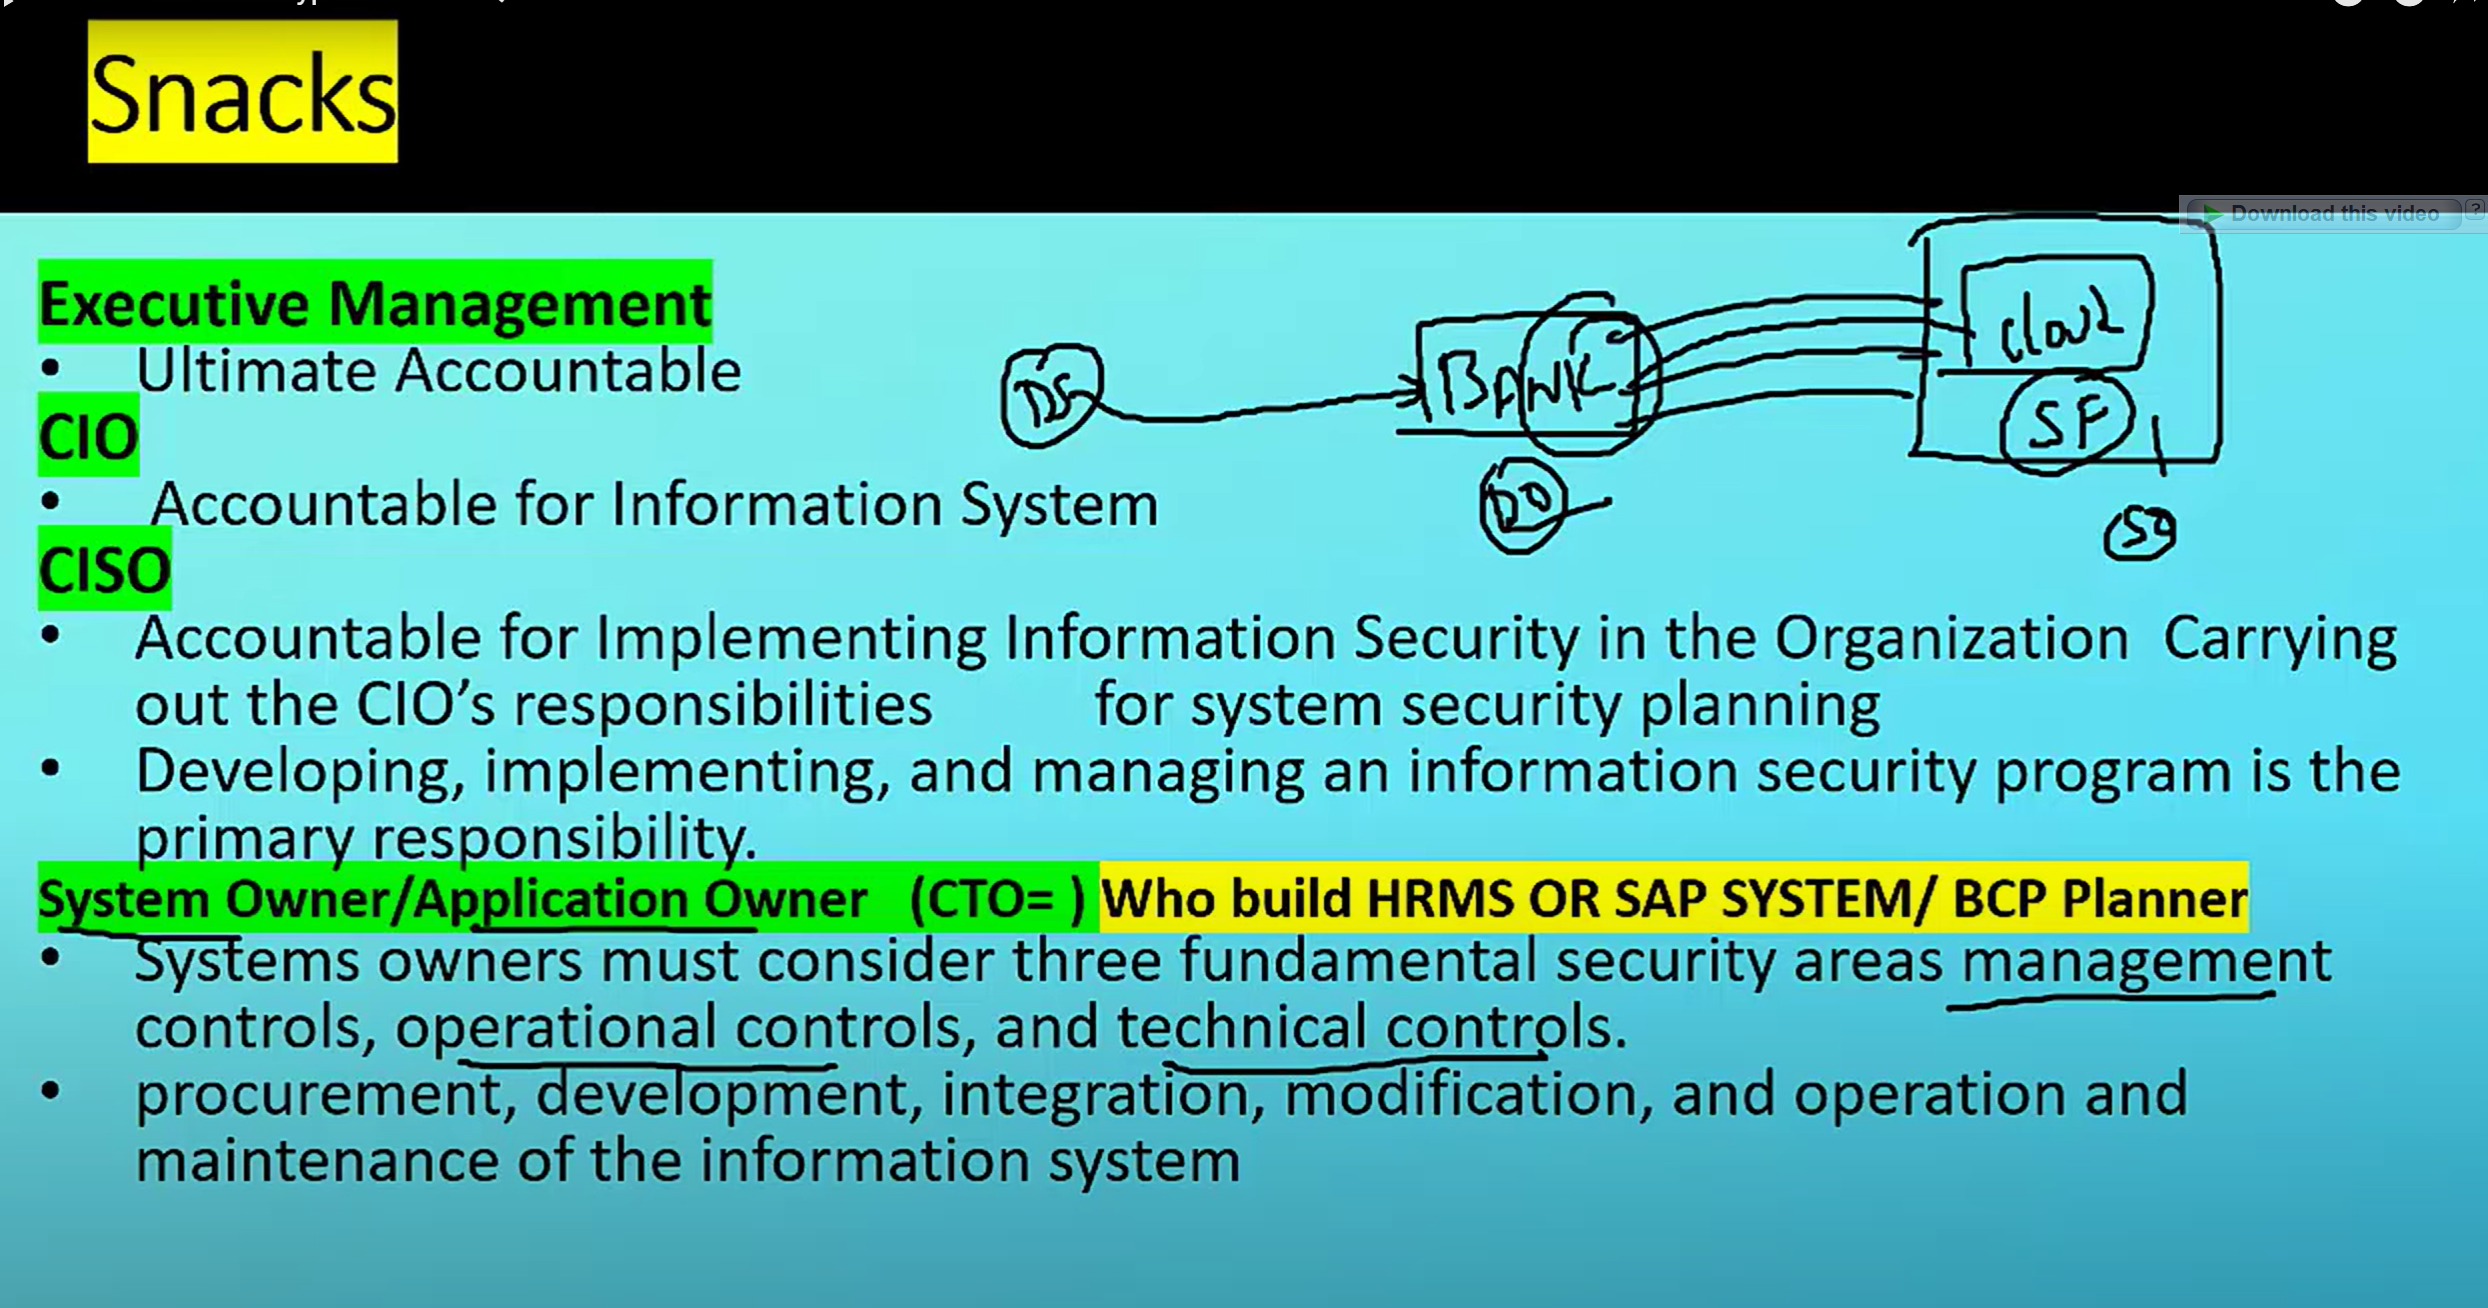 Snacks
Download this video ?
Executive Management
• Ultimate Accountable
CIO
• Accountable for Information System
CISO
• Accountable for Implementing Information Security in the Organization Carrying
out the CIO's responsibilities for system security planning
• Developing, implementing, and managing an information security program is the
primary responsibility.
System Owner/Application Owner (CTO= ) Who build HRMS OR SAP SYSTEM/ BCP Planner
• Systems owners must consider three fundamental security areas management
controls, operational controls, and technical controls.
• procurement, development, integration, modification, and operation and
maintenance of the information system
DS
BANK
DO
Cloud
SF
SO